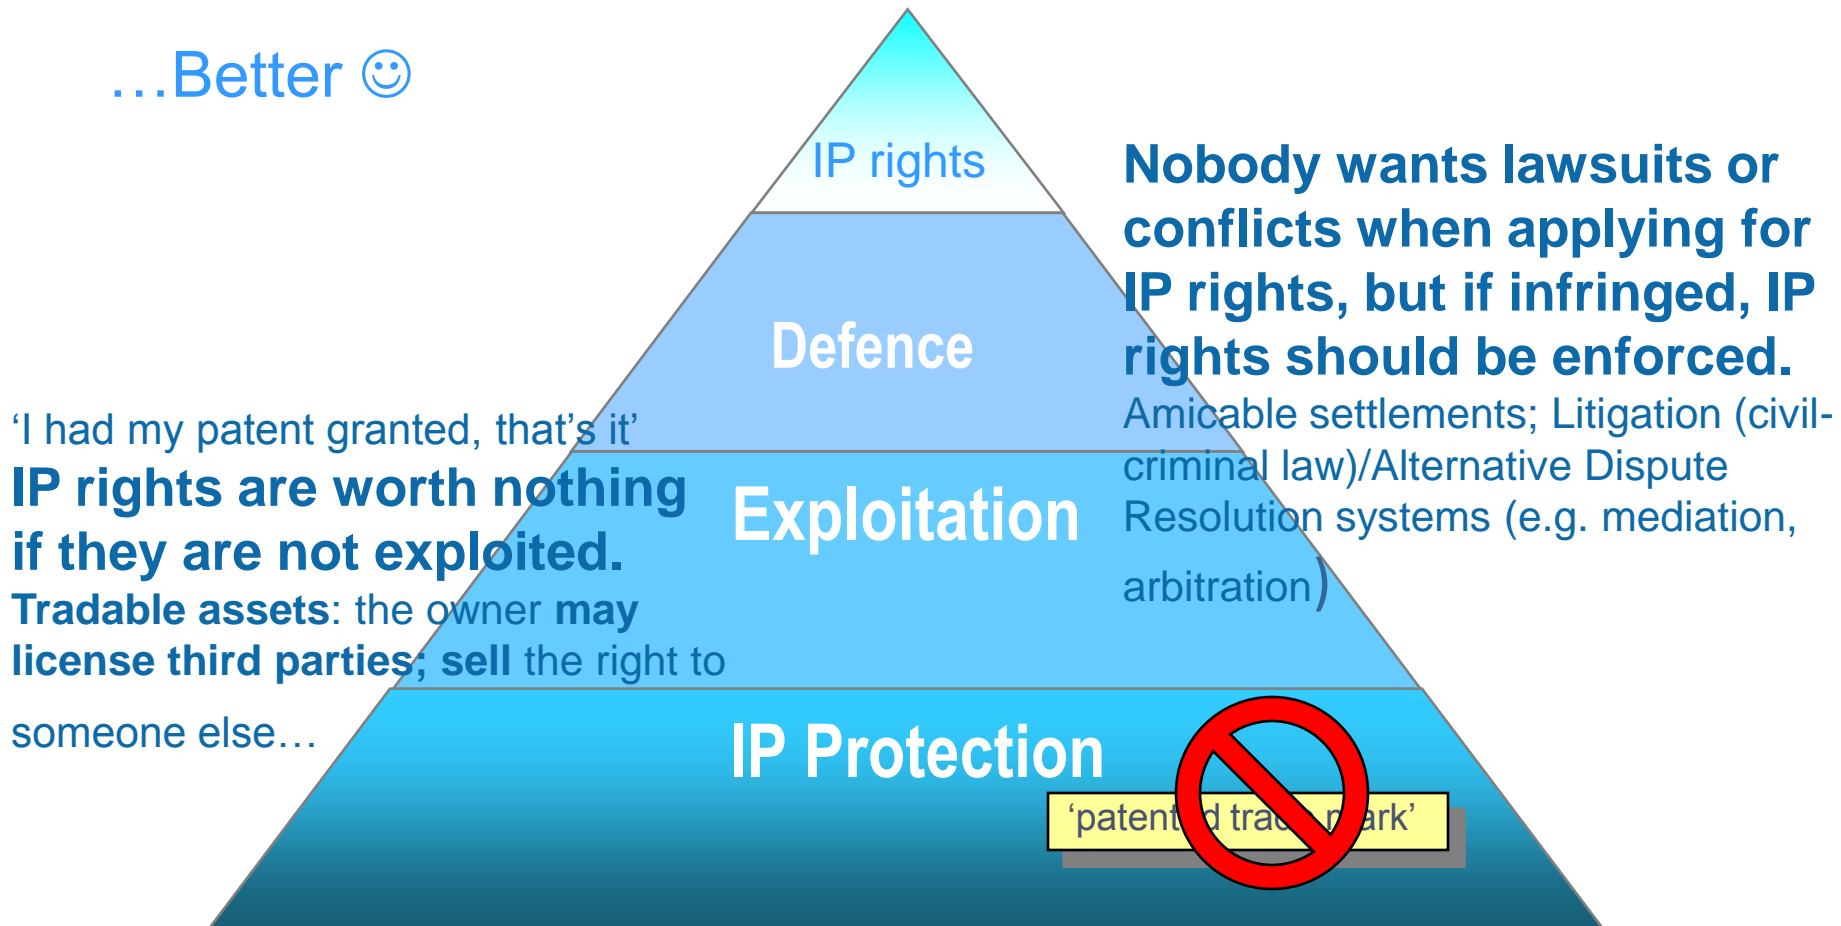 …Better ☺
IP rights
Nobody wants lawsuits or
conflicts when applying for
IP rights, but if infringed, IP
rights should be enforced.
Amicable settlements; Litigation (civil-
criminal law)/Alternative Dispute
Resolution systems (e.g. mediation,
arbitration)
Defence
‘I had my patent granted, that’s it’
IP rights are worth nothing
if they are not exploited.
Tradable assets: the owner may
license third parties; sell the right to
someone else…
Exploitation
IP Protection
‘patented trade mark’